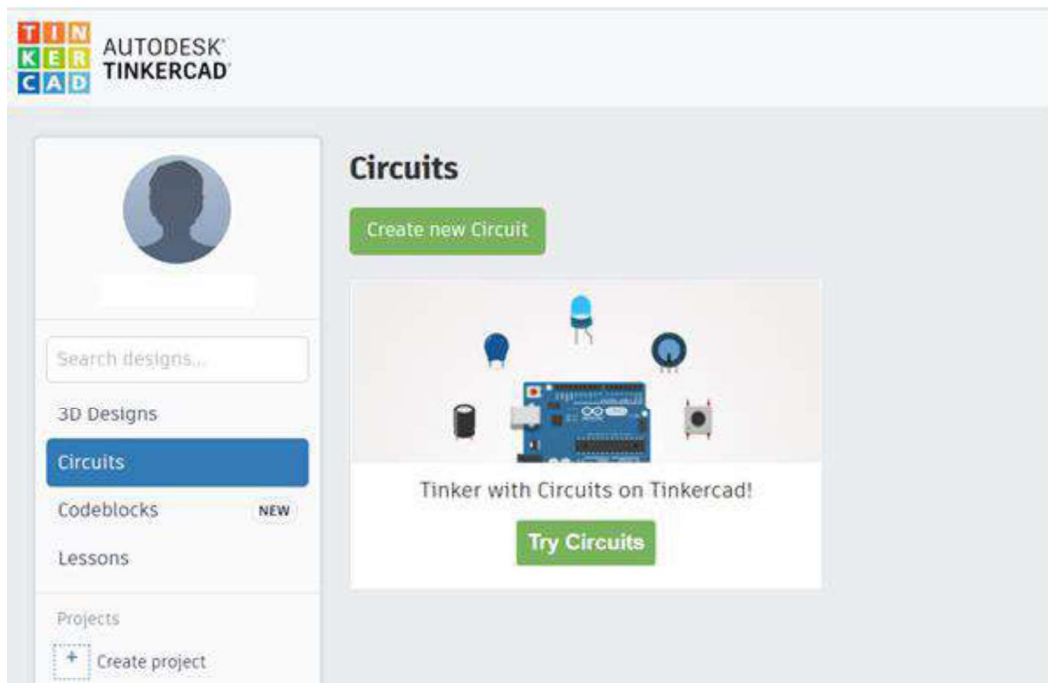 TIN
KER
CAD
AUTODESK®
TINKERCAD®
Circuits
Create new Circuit
Search designs...
3D Designs
Circuits
Codeblocks NEW
Lessons
Projects
+ Create project
Tinker with Circuits on Tinkercad!
Try Circuits